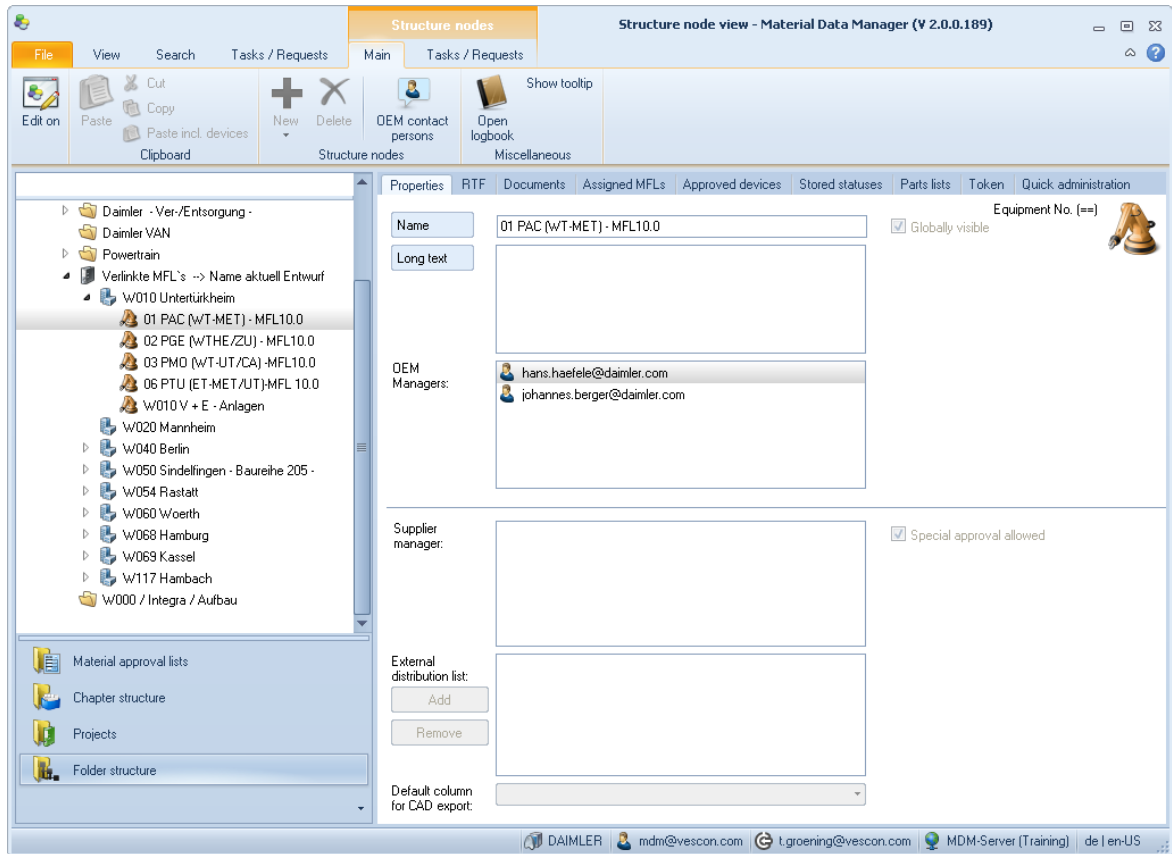 Structure nodes
Structure node view - Material Data Manager (V 2.0.0.189)
File View Search Tasks / Requests Main Tasks / Requests
Edit on
Paste
Cut
Copy
Paste incl. devices
Clipboard
New
Delete
OEM contact
persons
Structure nodes
Open
logbook
Show tooltip
Miscellaneous
Daimler - Ver-/Entsorgung -
Daimler VAN
Powertrain
Verlinkte MFL`s --> Name aktuell Entwurf
W010 Untertürkheim
01 PAC (WT-MET) - MFL10.0
02 PGE (WTHE/ZU) - MFL10.0
03 PMO (WT-UT/CA) -MFL10.0
06 PTU (ET-MET/UT)-MFL 10.0
W010 V + E - Anlagen
W020 Mannheim
W040 Berlin
W050 Sindelfingen - Baureihe 205 -
W054 Rastatt
W060 Woerth
W068 Hamburg
W069 Kassel
W117 Hambach
W000 / Integra / Aufbau
Material approval lists
Chapter structure
Projects
Folder structure
Properties RTF Documents Assigned MFLs Approved devices Stored statuses Parts lists Token Quick administration
Equipment No. (==)
Name
01 PAC (WT-MET) - MFL10.0
Globally visible
Long text
OEM
Managers:
hans.haefele@daimler.com
johannes.berger@daimler.com
Supplier
manager:
Special approval allowed
External
distribution list:
Add
Remove
Default column
for CAD export:
DAIMLER mdm@vescon.com t.groening@vescon.com MDM-Server (Training) de | en-US